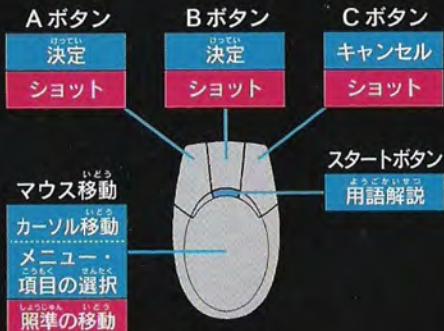 Aボタン
けってい
決定
ショット
Bボタン
けってい
決定
ショット
Cボタン
キャンセル
ショット
スタートボタン
ようごかいせつ
用語解説
いどう
マウス移動
いどう
カーソル移動
メニュー・
こうもく せんたく
項目の選択
しょうじゅん いどう
照準の移動